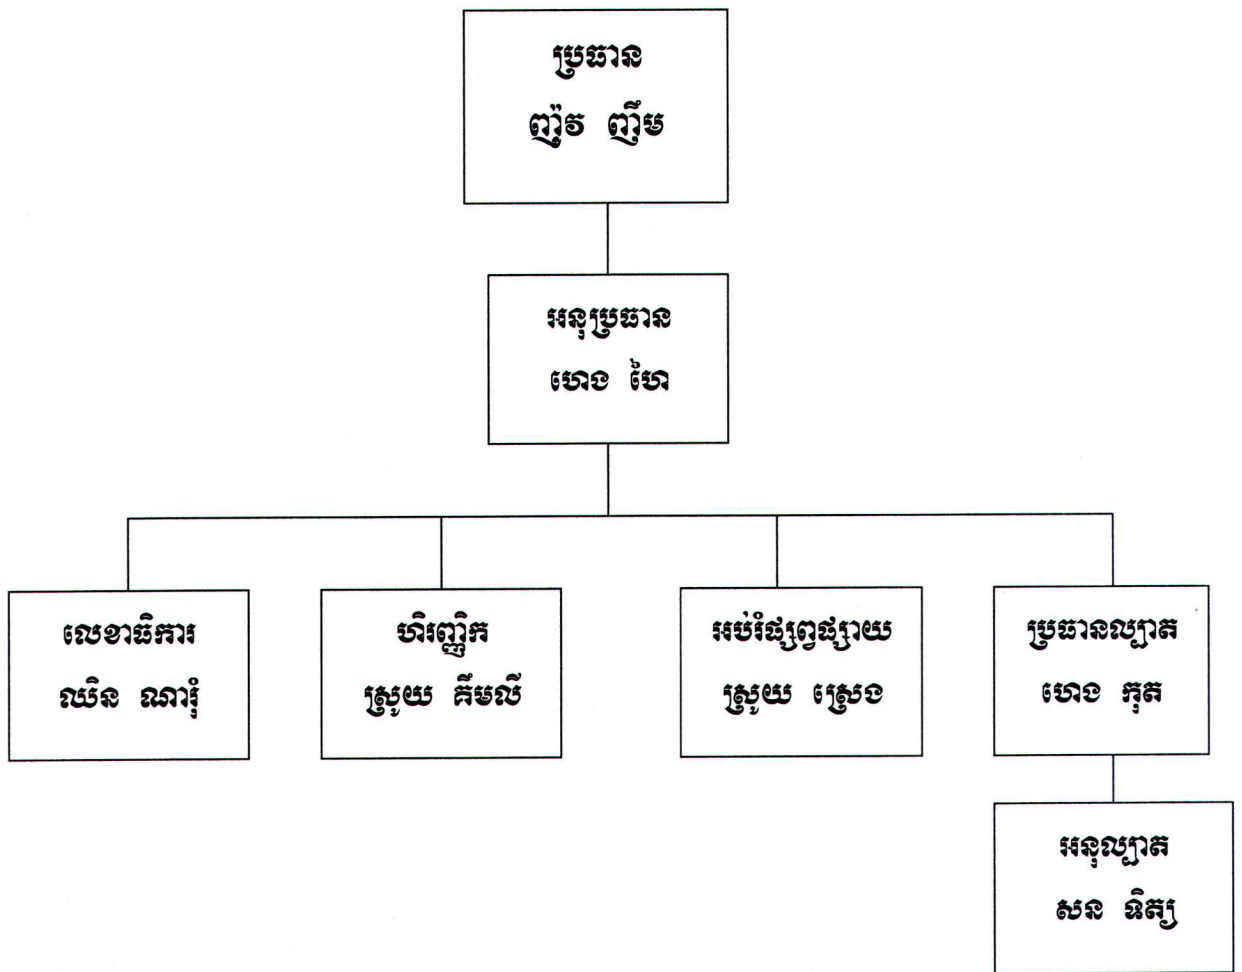 ប្រធាន
ញ៉ូវ ញឹម
អនុប្រធាន
ហេង ហៃ
លេខាធិការ
ឈិន ណារុំ
ហិរញ្ញិក
ស្រូយ គឹមលី
អប់រំផ្សព្វផ្សាយ
ស្រូយ ស្រេង
ប្រធានល្បាត
ហេង កុត
អនុល្បាត
សន ទិត្យ